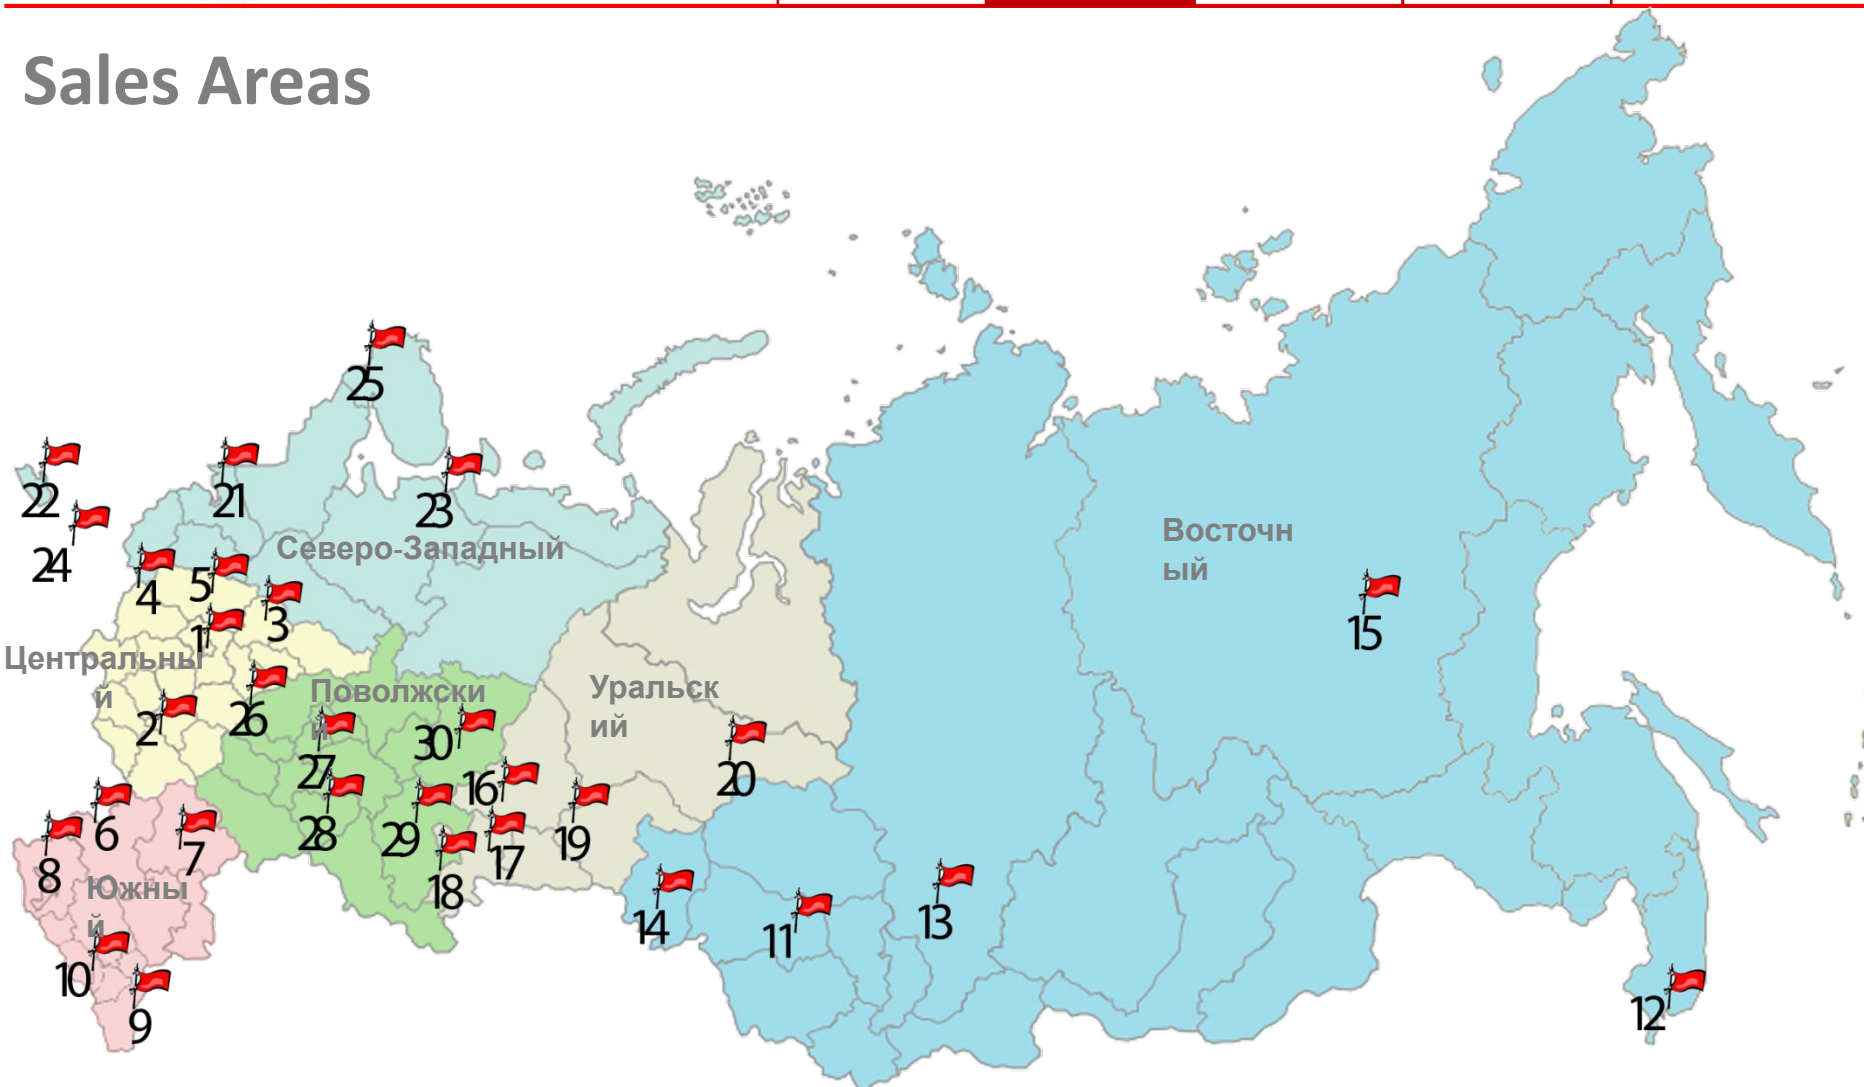 Sales Areas
25
22
21
23
24
Северо-Западный
Восточн
ый
4
5
3
1
15
Центральны
й
Поволжски
й
Уральск
ий
2
26
30
27
16
20
6
28
29
19
7
17
8
Южны
й
18
14
11
13
10
9
12